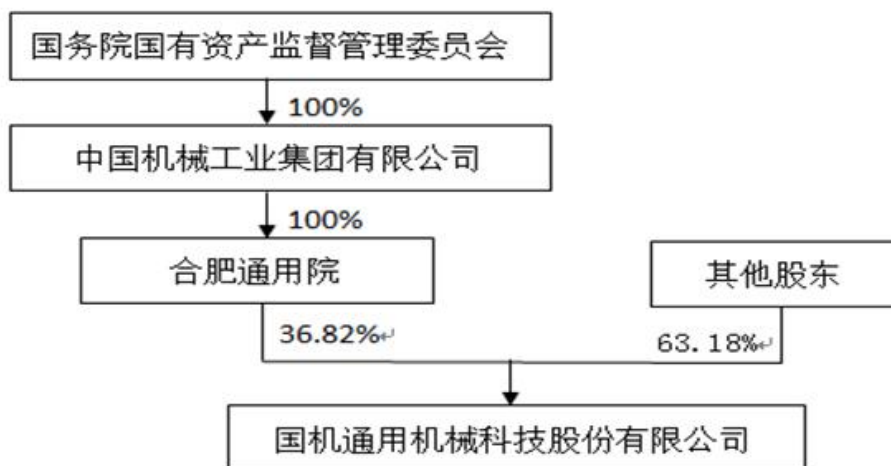 国务院国有资产监督管理委员会
100%
中国机械工业集团有限公司
100%
合肥通用院
其他股东
36.82%↵
63.18%↵
国机通用机械科技股份有限公司